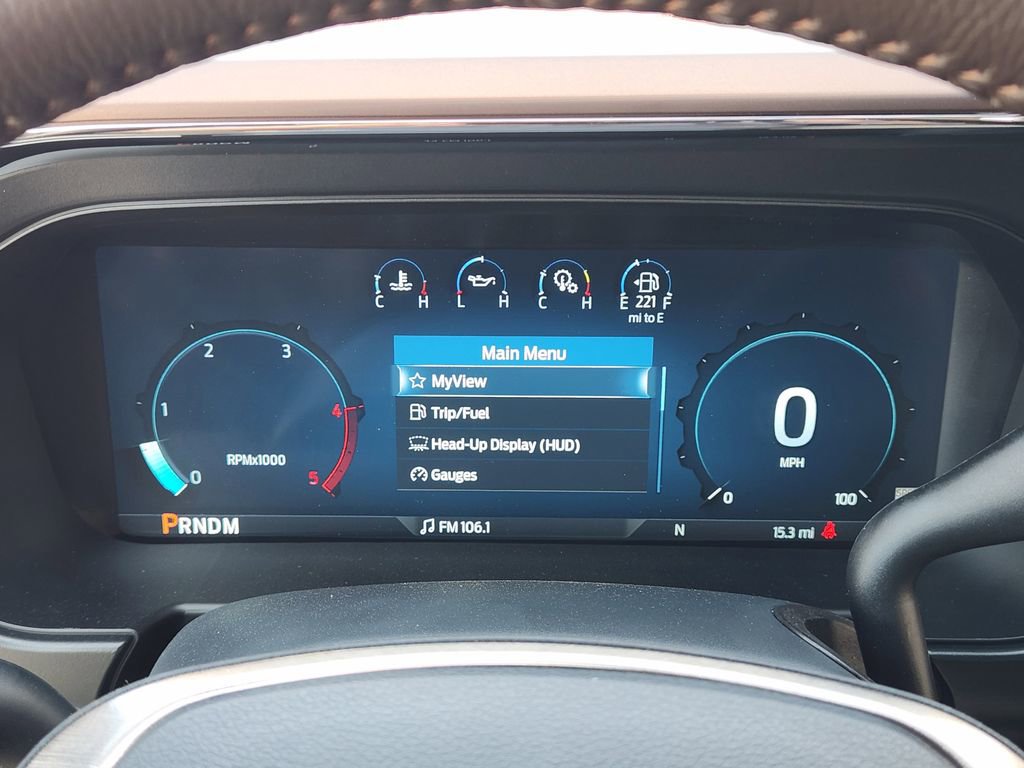 C H
L H
C H
E 221 F
mi to E
Main Menu
MyView
Trip/Fuel
Head-Up Display (HUD)
Gauges
0
1
2
3
4
5
RPMx1000
0
MPH
0
100
PRNDM
FM 106.1
N
15.3 mi